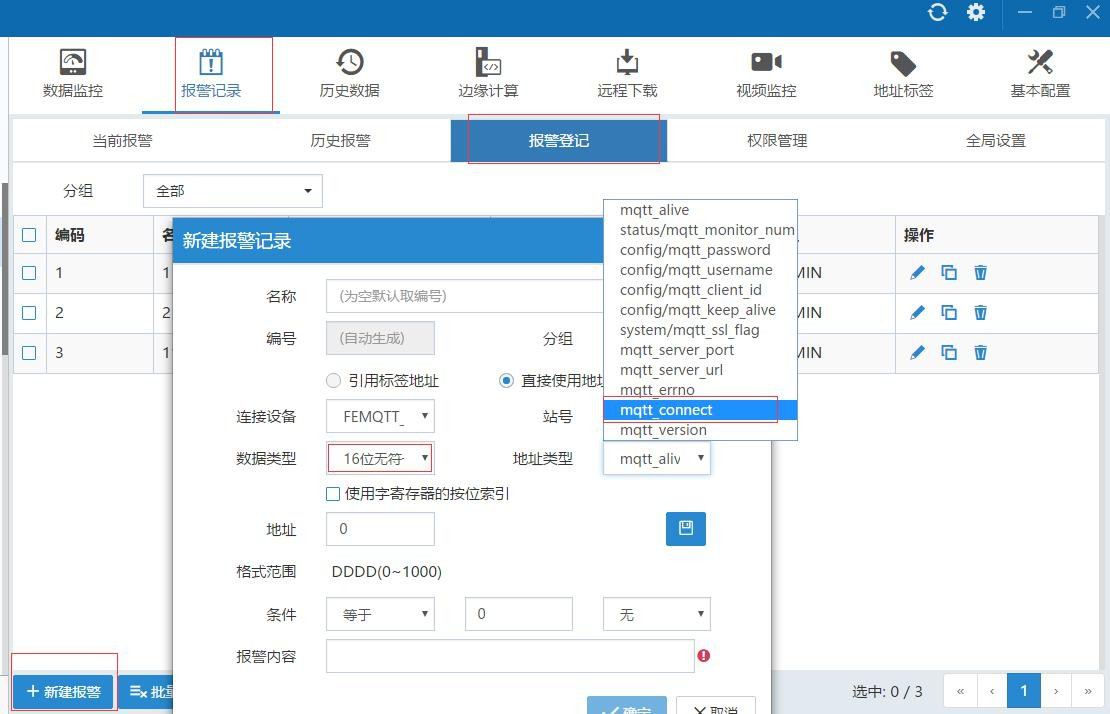 数据监控 报警记录 历史数据 边缘计算 远程下载 视频监控 地址标签 基本配置
当前报警 历史报警 报警登记 权限管理 全局设置
分组 全部
编码 操作
1 MIN
2 2 MIN
3 MIN
新建报警记录
名称 (为空默认取编号)
编号 (自动生成) 分组
引用标签地址 直接使用地
连接设备 FEMQTT_ 站号
数据类型 16位无符 地址类型 mqtt_aliv
mqtt_alive
status/mqtt_monitor_num
config/mqtt_password
config/mqtt_username
config/mqtt_client_id
config/mqtt_keep_alive
system/mqtt_ssl_flag
mqtt_server_port
mqtt_server_url
mqtt_errno
mqtt_connect
mqtt_version
使用字寄存器的按位索引
地址 0
格式范围 DDDD(0~1000)
条件 等于 0 无
报警内容
确定 取消
+ 新建报警 批量
选中: 0 / 3 « ‹ 1 › »